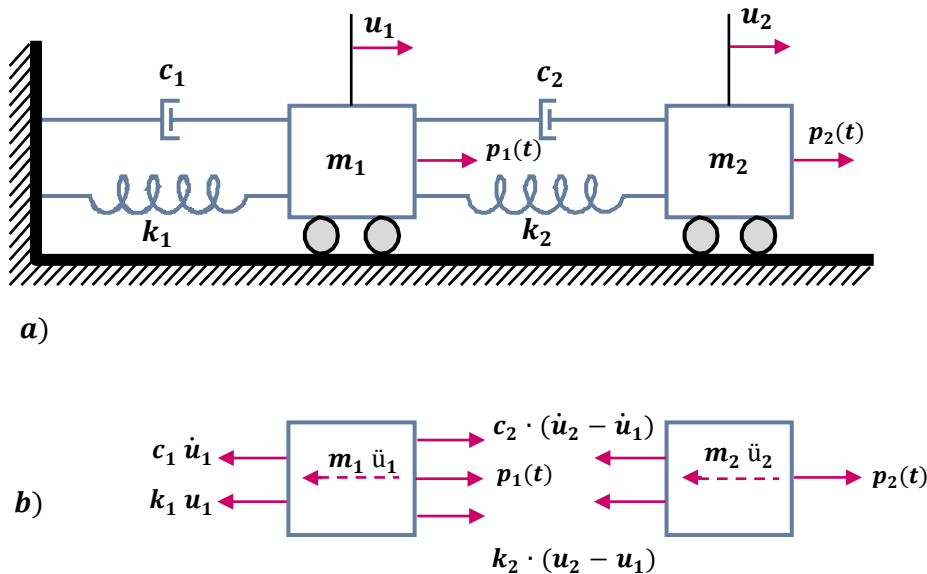 u₁
u₂
c₁
c₂
m₁
p₁(t)
m₂
p₂(t)
k₁
k₂
a)
c₁ u̇₁
m₁ ü₁
c₂ · (u̇₂ − u̇₁)
m₂ ü₂
k₁ u₁
p₁(t)
p₂(t)
b)
k₂ · (u₂ − u₁)